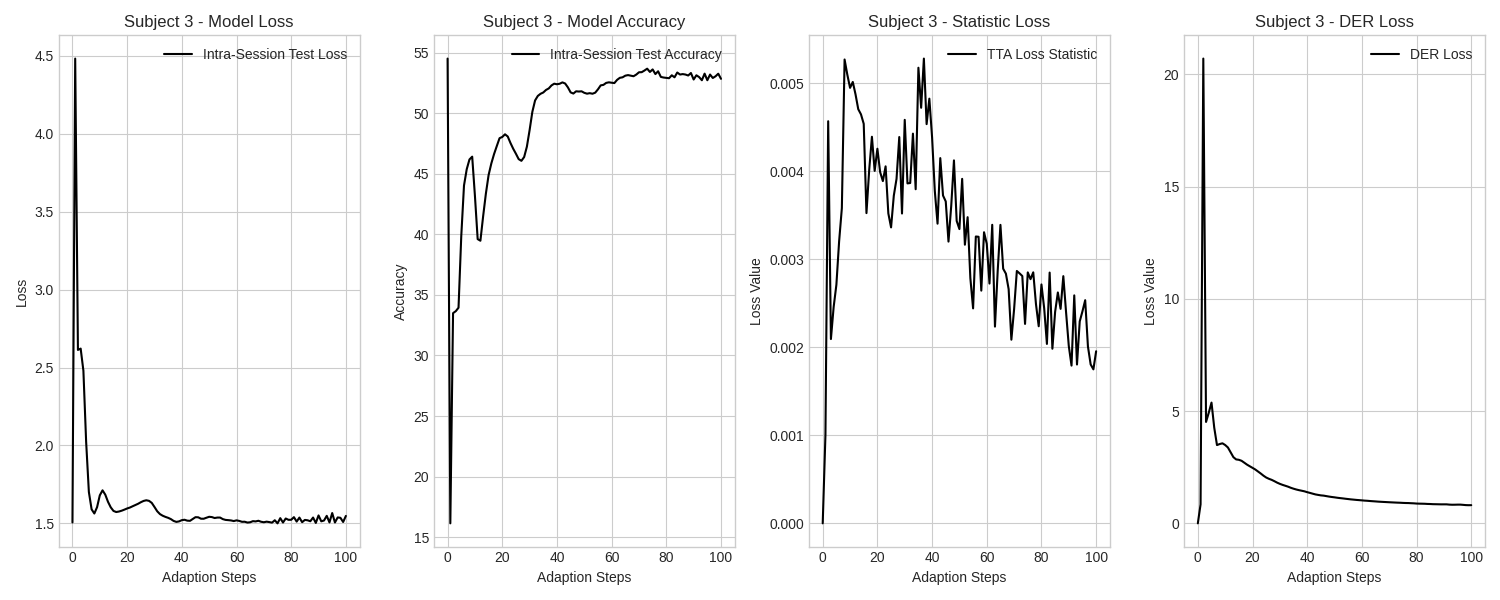 Subject 3 - Model Loss
Intra-Session Test Loss
4.5
4.0
3.5
3.0
2.5
2.0
1.5
Loss
0 20 40 60 80 100
Adaption Steps
Subject 3 - Model Accuracy
Intra-Session Test Accuracy
55
50
45
40
35
30
25
20
15
Accuracy
0 20 40 60 80 100
Adaption Steps
Subject 3 - Statistic Loss
TTA Loss Statistic
0.005
0.004
0.003
0.002
0.001
0.000
Loss Value
0 20 40 60 80 100
Adaption Steps
Subject 3 - DER Loss
DER Loss
20
15
10
5
0
Loss Value
0 20 40 60 80 100
Adaption Steps